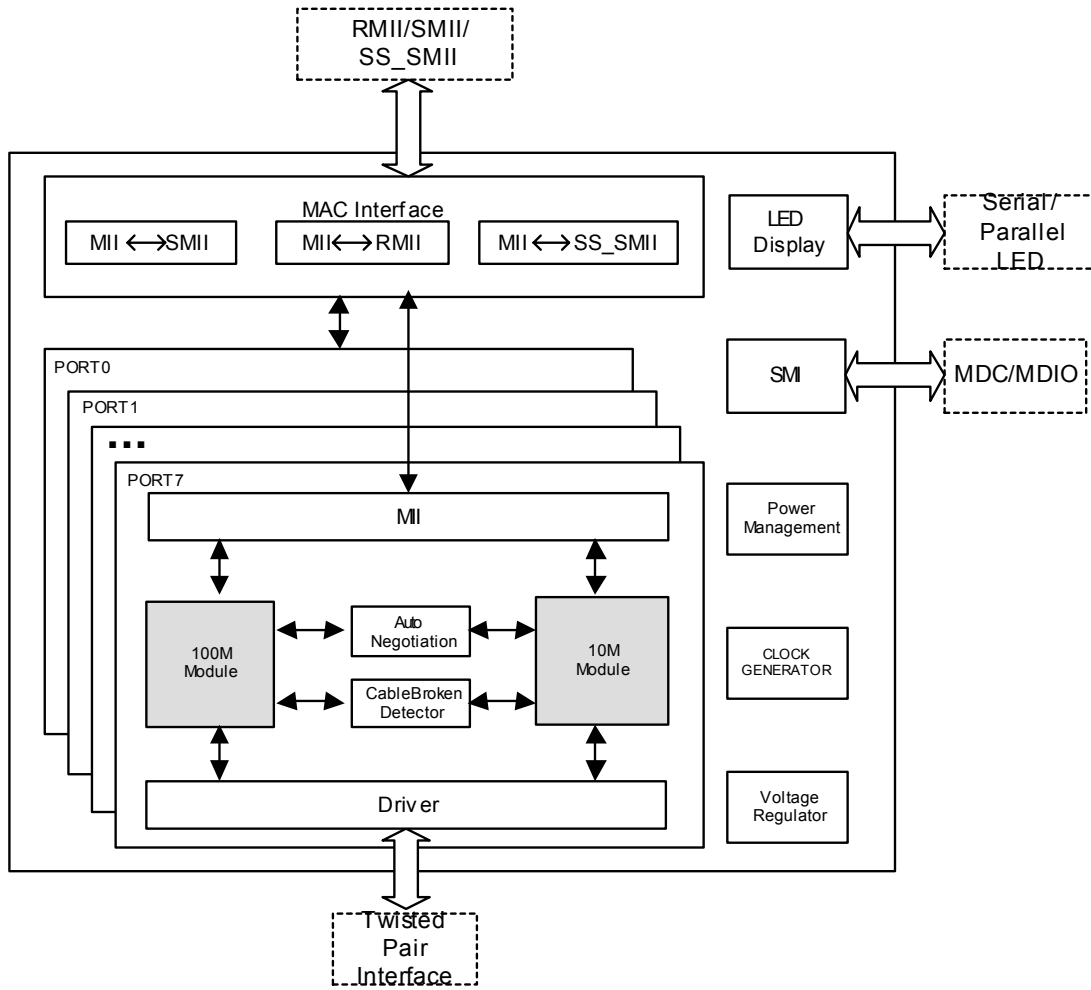 RMII/SMII/
SS_SMII
MAC Interface
MII SMII
MII RMII
MII SS_SMII
LED
Display
Serial/
Parallel
LED
PORT0
SMI
MDC/MDIO
PORT1
...
PORT7
MII
Power
Management
100M
Module
Auto
Negotiation
10M
Module
CableBroken
Detector
CLOCK
GENERATOR
Driver
Voltage
Regulator
Twisted
Pair
Interface